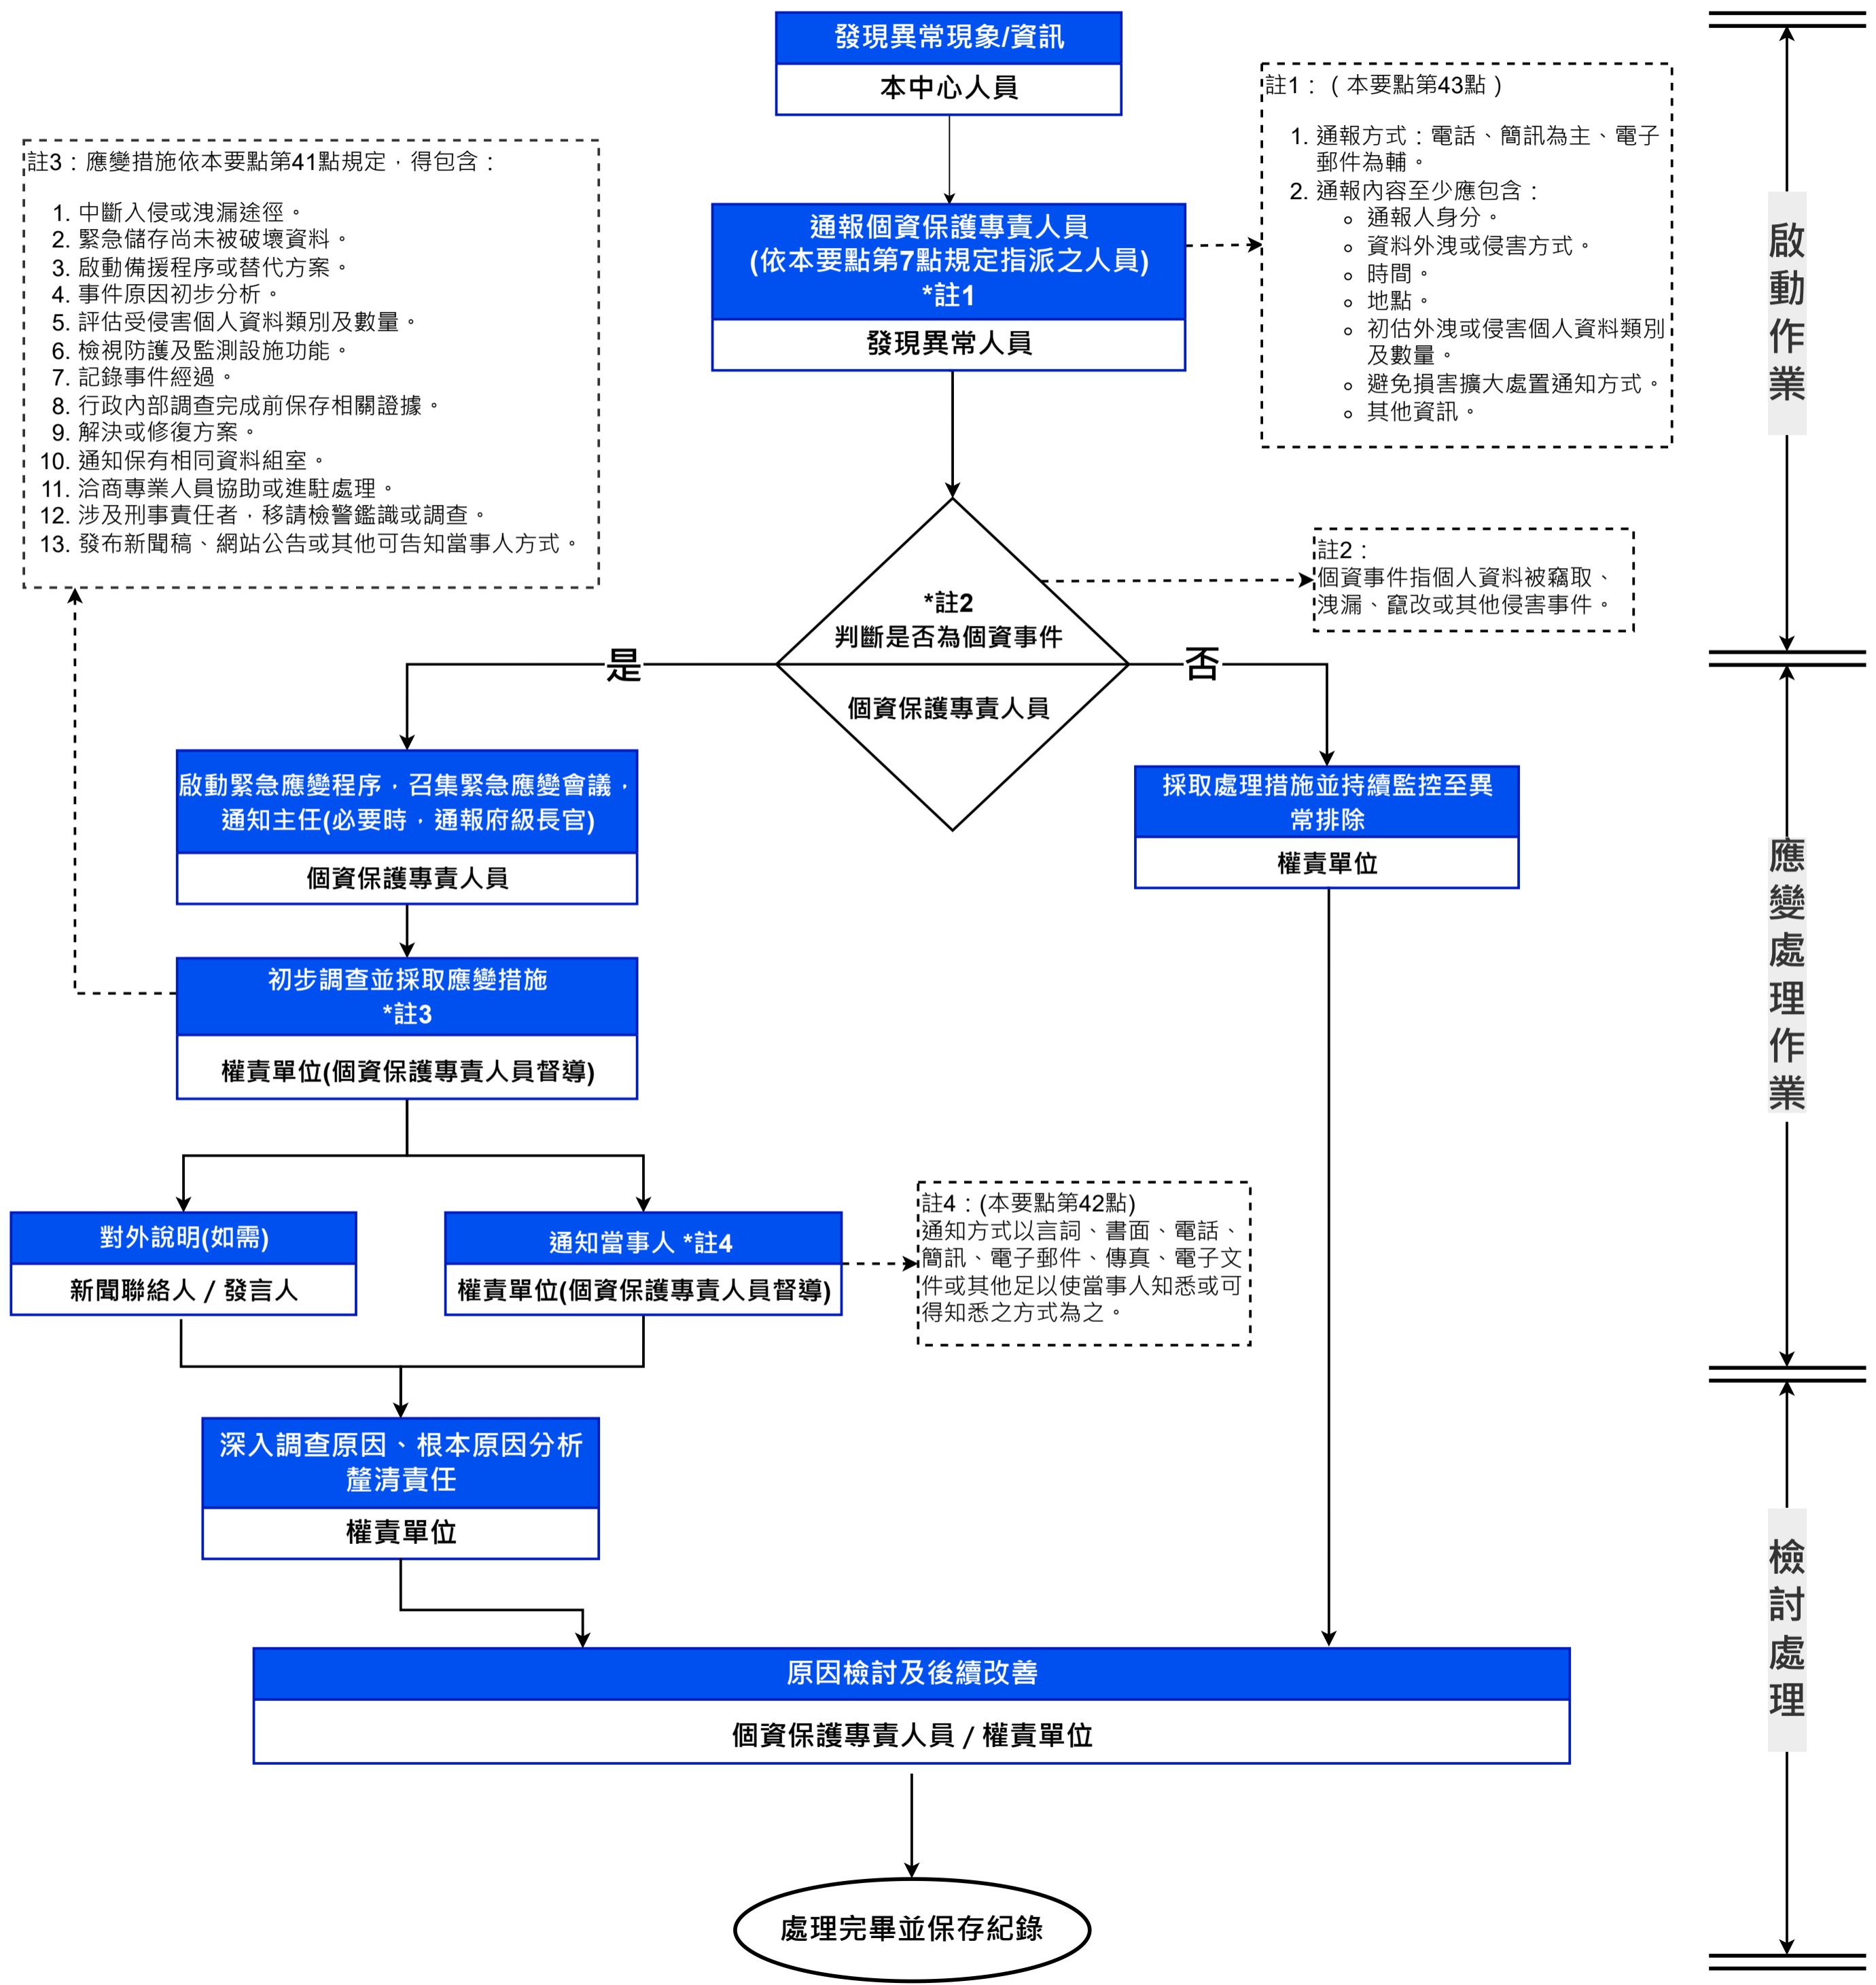 發現異常現象/資訊
本中心人員
註1：（本要點第43點）
1. 通報方式：電話、簡訊為主、電子
郵件為輔。
2. 通報內容至少應包含：
通報人身分。
資料外洩或侵害方式。
時間。
地點。
初估外洩或侵害個人資料類別
及數量。
避免損害擴大處置通知方式。
其他資訊。
註3：應變措施依本要點第41點規定，得包含：
1. 中斷入侵或洩漏途徑。
2. 緊急儲存尚未被破壞資料。
3. 啟動備援程序或替代方案。
4. 事件原因初步分析。
5. 評估受侵害個人資料類別及數量。
6. 檢視防護及監測設施功能。
7. 記錄事件經過。
8. 行政內部調查完成前保存相關證據。
9. 解決或修復方案。
10. 通知保有相同資料組室。
11. 洽商專業人員協助或進駐處理。
12. 涉及刑事責任者，移請檢警鑑識或調查。
13. 發布新聞稿、網站公告或其他可告知當事人方式。
通報個資保護專責人員
(依本要點第7點規定指派之人員)
*註1
發現異常人員
啟動作業
註2：
個資事件指個人資料被竊取、
洩漏、竄改或其他侵害事件。
*註2
判斷是否為個資事件
個資保護專責人員
是
否
啟動緊急應變程序，召集緊急應變會議，
通知主任(必要時，通報府級長官)
個資保護專責人員
採取處理措施並持續監控至異
常排除
權責單位
應變處理作業
初步調查並採取應變措施
*註3
權責單位(個資保護專責人員督導)
對外說明(如需)
新聞聯絡人 / 發言人
通知當事人 *註4
權責單位(個資保護專責人員督導)
註4：(本要點第42點)
通知方式以言詞、書面、電話、
簡訊、電子郵件、傳真、電子文
件或其他足以使當事人知悉或可
得知悉之方式為之。
深入調查原因、根本原因分析
釐清責任
權責單位
檢討處理
原因檢討及後續改善
個資保護專責人員 / 權責單位
處理完畢並保存紀錄